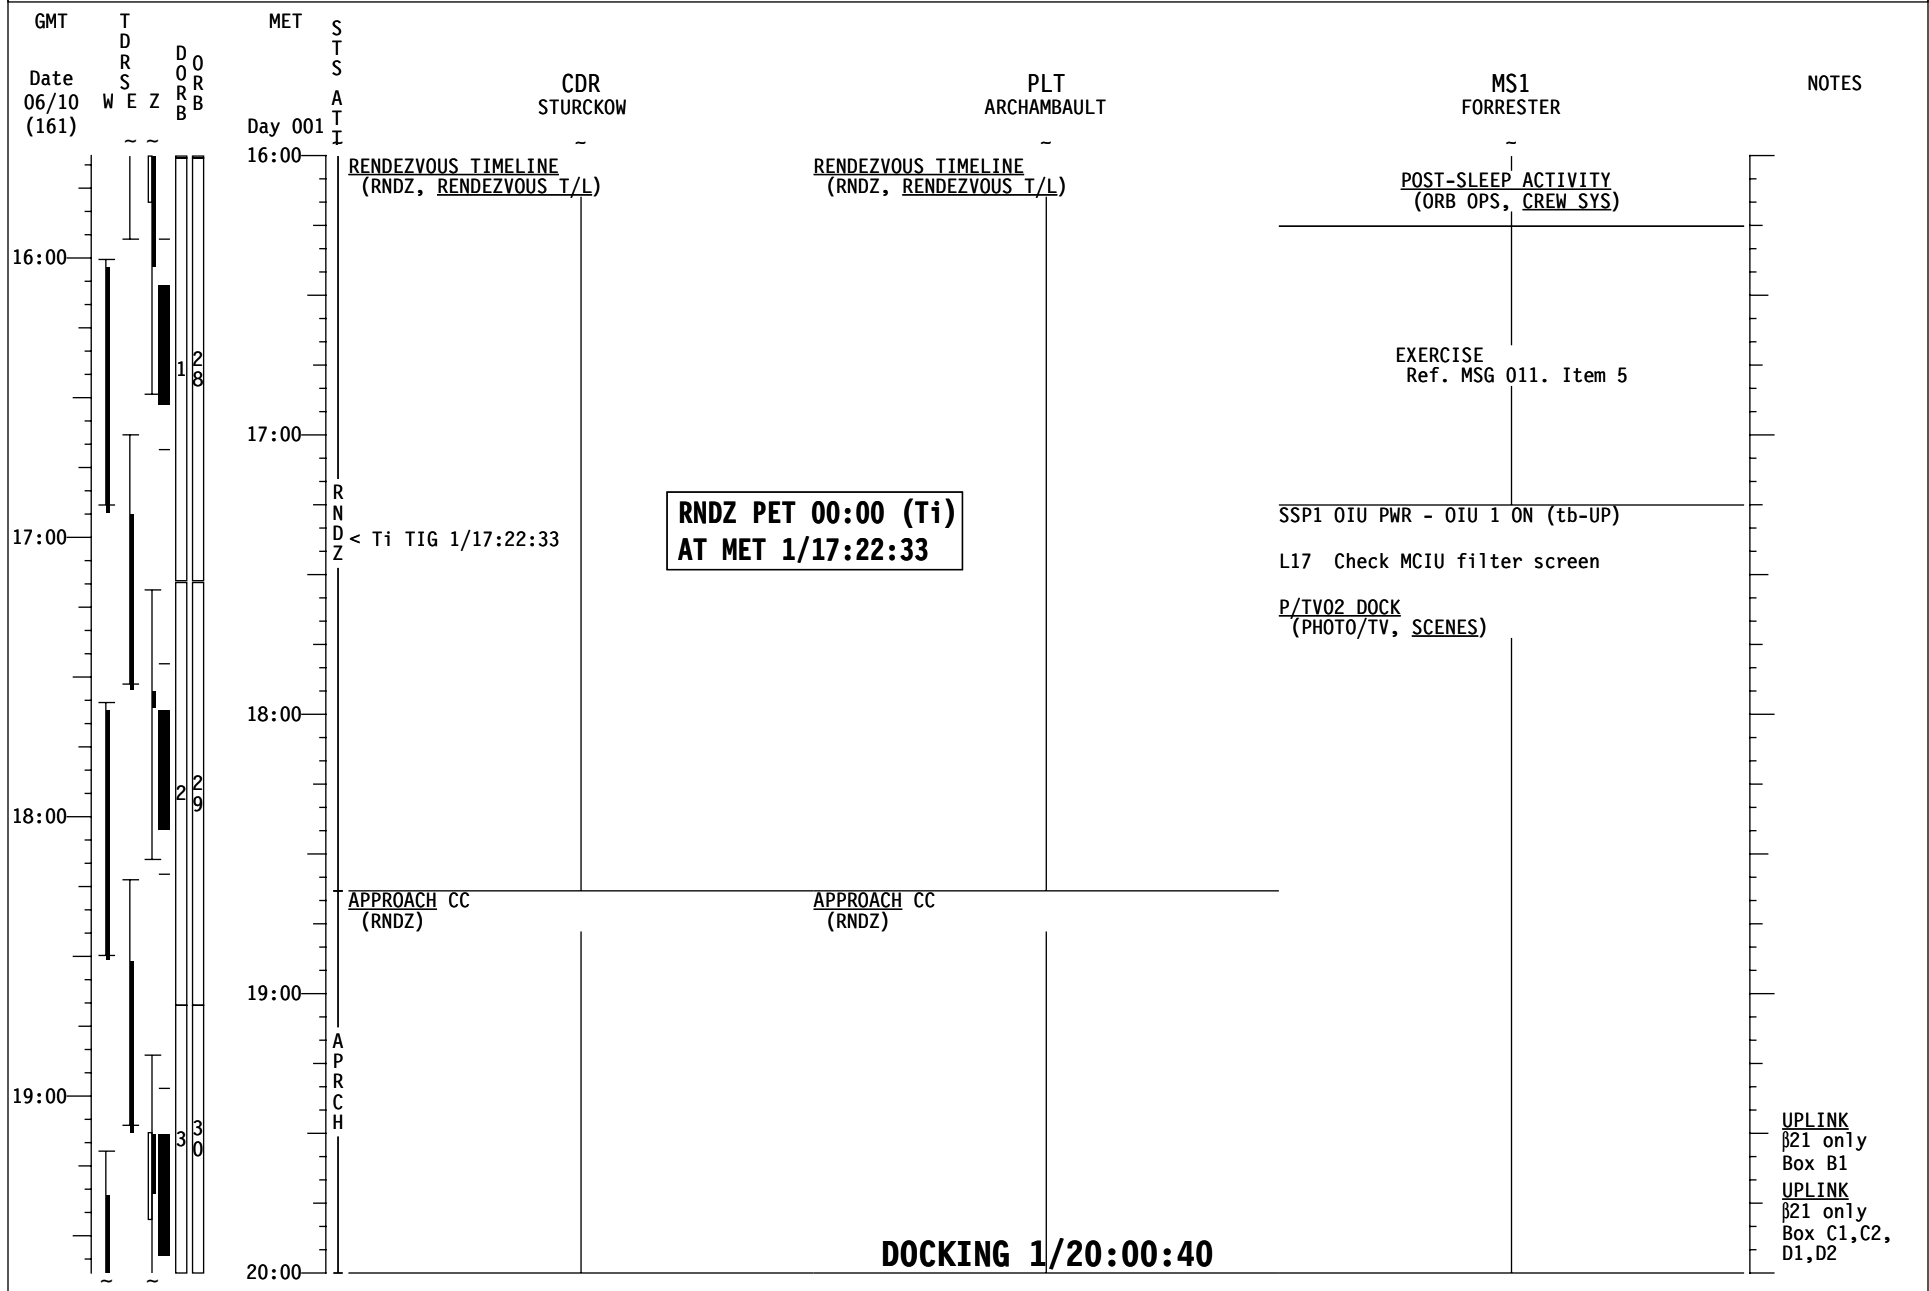 GMT
TDRS
MET
STS ATT
DORB
ORB
Date
06/10
(161)
W E Z
Day 001
CDR
STURCKOW
PLT
ARCHAMBAULT
MS1
FORRESTER
NOTES
~ ~ ~ ~ ~
16:00
RENDEZVOUS TIMELINE
(RNDZ, RENDEZVOUS T/L)
RENDEZVOUS TIMELINE
(RNDZ, RENDEZVOUS T/L)
POST-SLEEP ACTIVITY
(ORB OPS, CREW SYS)
16:00
1
28
EXERCISE
Ref. MSG 011. Item 5
17:00
RNDZ
RNDZ PET 00:00 (Ti)
AT MET 1/17:22:33
SSP1 OIU PWR - OIU 1 ON (tb-UP)
17:00
< Ti TIG 1/17:22:33
L17 Check MCIU filter screen
P/TV02 DOCK
(PHOTO/TV, SCENES)
18:00
2
29
18:00
APPROACH CC
(RNDZ)
APPROACH CC
(RNDZ)
19:00
APRCH
19:00
3
30
UPLINK
β21 only
Box B1
UPLINK
β21 only
Box C1,C2,
D1,D2
DOCKING 1/20:00:40
20:00
~ ~